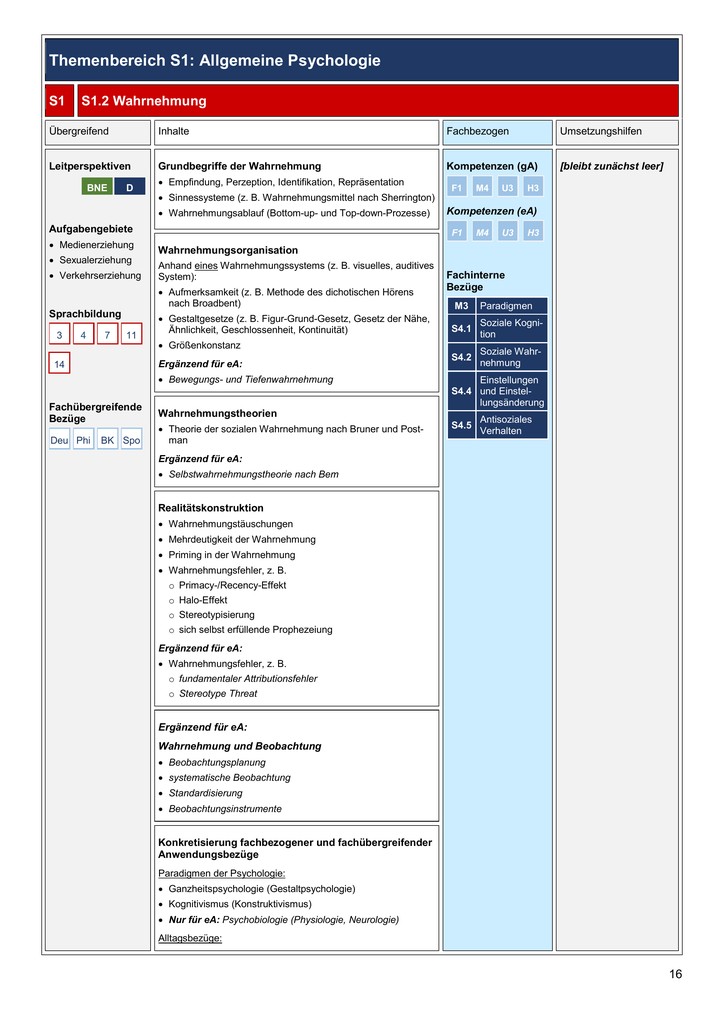 Themenbereich S1: Allgemeine Psychologie
S1 S1.2 Wahrnehmung
Übergreifend
Inhalte
Fachbezogen
Umsetzungshilfen
Leitperspektiven
BNE D
Aufgabengebiete
• Medienerziehung
• Sexualerziehung
• Verkehrserziehung
Sprachbildung
3 4 7 11
14
Fachübergreifende
Bezüge
Deu Phi BK Spo
Grundbegriffe der Wahrnehmung
• Empfindung, Perzeption, Identifikation, Repräsentation
• Sinnessysteme (z. B. Wahrnehmungsmittel nach Sherrington)
• Wahrnehmungsablauf (Bottom-up- und Top-down-Prozesse)
Wahrnehmungsorganisation
Anhand eines Wahrnehmungssystems (z. B. visuelles, auditives
System):
• Aufmerksamkeit (z. B. Methode des dichotischen Hörens
nach Broadbent)
• Gestaltgesetze (z. B. Figur-Grund-Gesetz, Gesetz der Nähe,
Ähnlichkeit, Geschlossenheit, Kontinuität)
• Größenkonstanz
Ergänzend für eA:
• Bewegungs- und Tiefenwahrnehmung
Wahrnehmungstheorien
• Theorie der sozialen Wahrnehmung nach Bruner und Post-
man
Ergänzend für eA:
• Selbstwahrnehmungstheorie nach Bem
Realitätskonstruktion
• Wahrnehmungstäuschungen
• Mehrdeutigkeit der Wahrnehmung
• Priming in der Wahrnehmung
• Wahrnehmungsfehler, z. B.
o Primacy-/Recency-Effekt
o Halo-Effekt
o Stereotypisierung
o sich selbst erfüllende Prophezeiung
Ergänzend für eA:
• Wahrnehmungsfehler, z. B.
o fundamentaler Attributionsfehler
o Stereotype Threat
Ergänzend für eA:
Wahrnehmung und Beobachtung
• Beobachtungsplanung
• systematische Beobachtung
• Standardisierung
• Beobachtungsinstrumente
Konkretisierung fachbezogener und fachübergreifender
Anwendungsbezüge
Paradigmen der Psychologie:
• Ganzheitspsychologie (Gestaltpsychologie)
• Kognitivismus (Konstruktivismus)
• Nur für eA: Psychobiologie (Physiologie, Neurologie)
Alltagsbezüge:
Kompetenzen (gA)
F1 M4 U3 H3
Kompetenzen (eA)
F1 M4 U3 H3
Fachinterne
Bezüge
M3 Paradigmen
S4.1 Soziale Kogni-
tion
S4.2 Soziale Wahr-
nehmung
S4.4 Einstellungen
und Einstel-
lungsänderung
S4.5 Antisoziales
Verhalten
[bleibt zunächst leer]
16